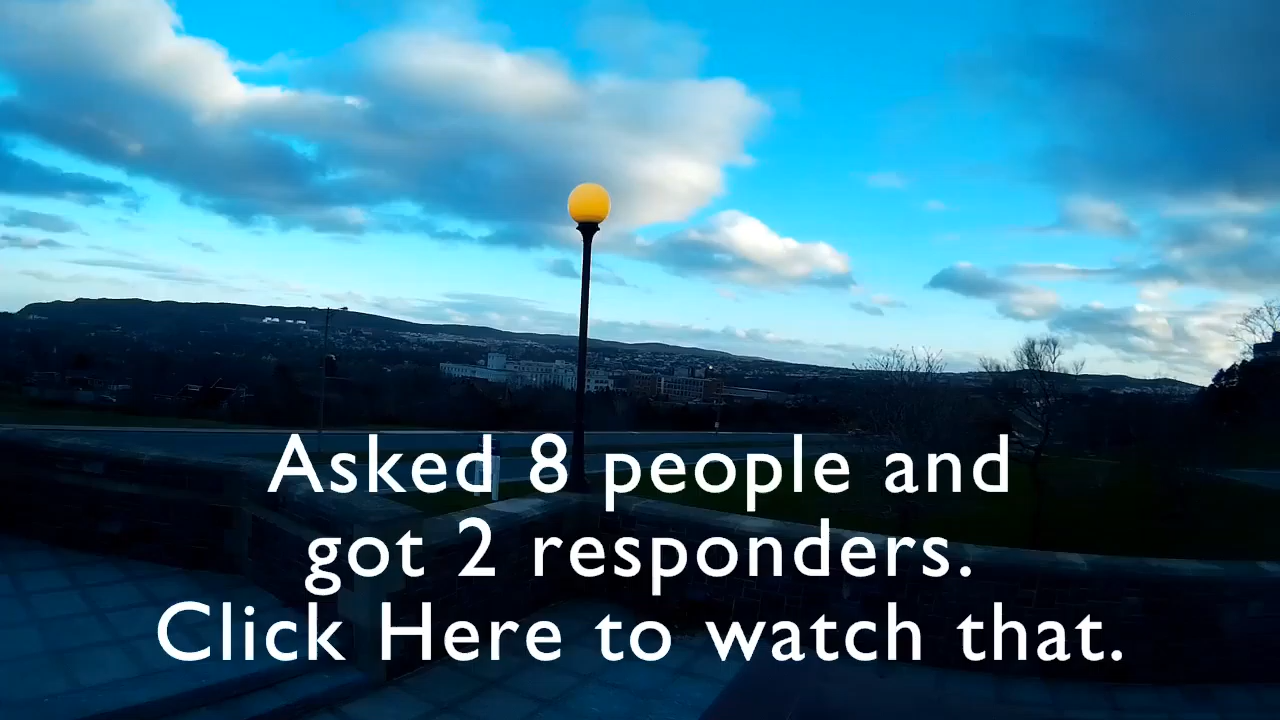 Asked 8 people and
got 2 responders.
Click Here to watch that.